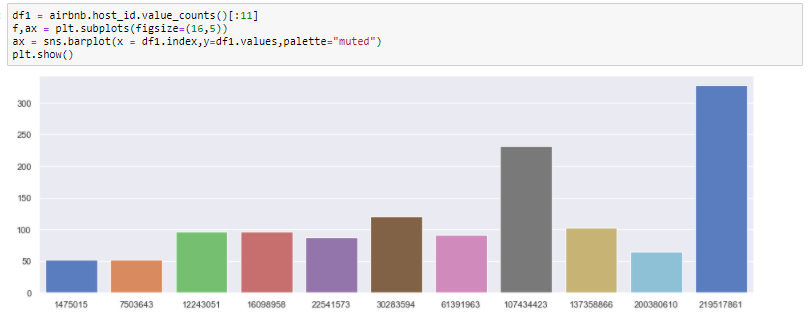 df1 = airbnb.host_id.value_counts()[:11]
f,ax = plt.subplots(figsize=(16,5))
ax = sns.barplot(x = df1.index,y=df1.values,palette="muted")
plt.show()
300
250
200
150
100
50
0
1475015 7503643 12243051 16098958 22541573 30283594 61391963 107434423 137358866 200380610 219517861